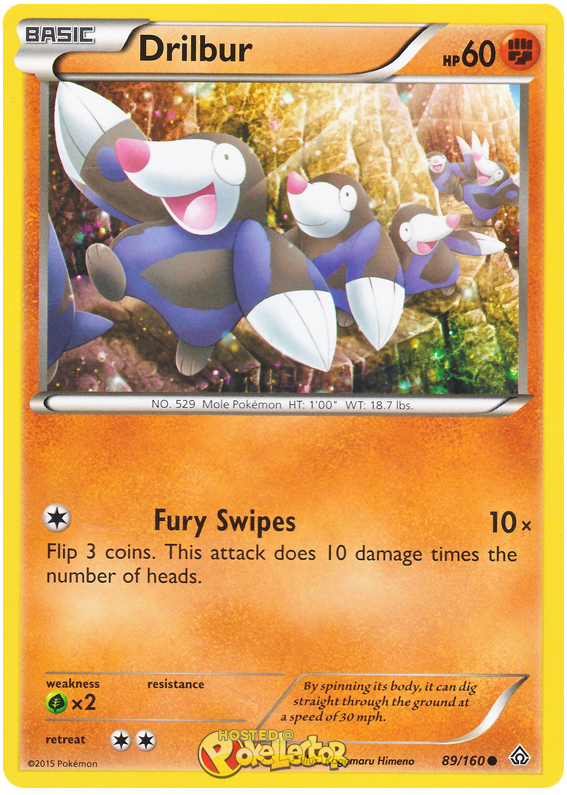 BASIC
Drilbur
HP60
NO. 529 Mole Pokémon HT: 1'00" WT: 18.7 lbs.
Fury Swipes 10×
Flip 3 coins. This attack does 10 damage times the
number of heads.
weakness resistance
×2
By spinning its body, it can dig
straight through the ground at
a speed of 30 mph.
retreat
HOSTED @
Pokellector
©2015 Pokémon
Himeno
89/160